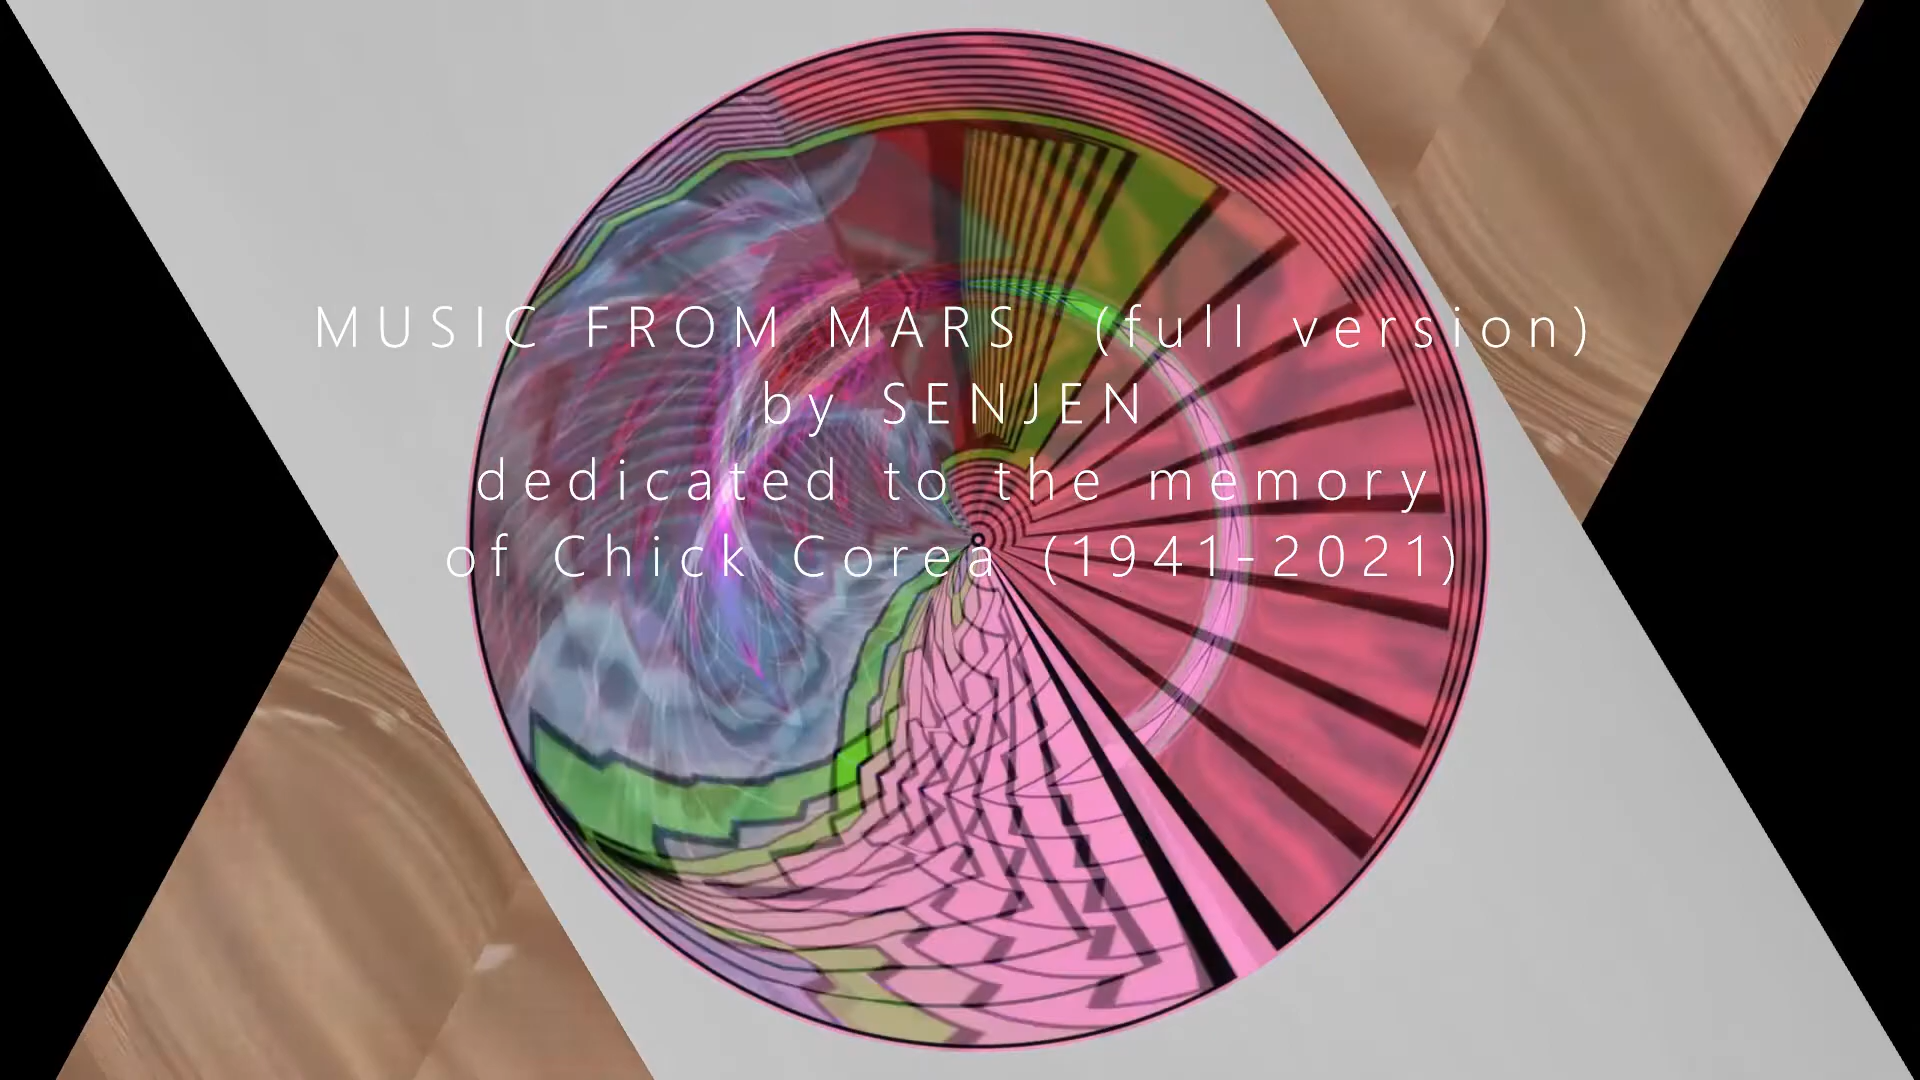 MUSIC FROM MARS (full version)
by SENJEN
dedicated to the memory
of Chick Corea (1941-2021)